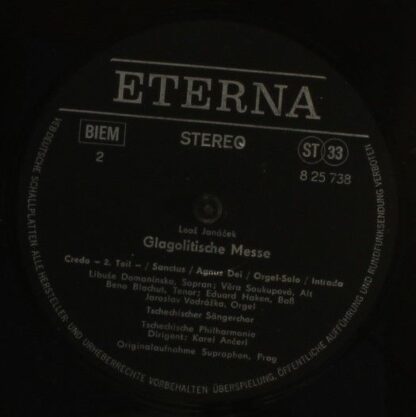 ETERNA
BIEM
STEREO
ST 33
2
8 25 738
Leoš Janáček
Glagolitische Messe
Credo - 2. Teil - / Sanctus / Agnus Dei / Orgel-Solo / Intrada
Libuše Domaninska, Sopran; Věra Soukupová, Alt
Beno Blachut, Tenor; Eduard Haken, Baß
Jaroslav Vodrážka, Orgel
Tschechischer Sängerchor
Tschechische Philharmonie
Dirigent: Karel Ančerl
Originalaufnahme Supraphon, Prag
VEB DEUTSCHE SCHALLPLATTEN ALLE HERSTELLER- UND URHEBERRECHTE VORBEHALTEN ÜBERSPIELUNG, ÖFFENTLICHE AUFFÜHRUNG UND RUNDFUNKSENDUNG VERBOTEN